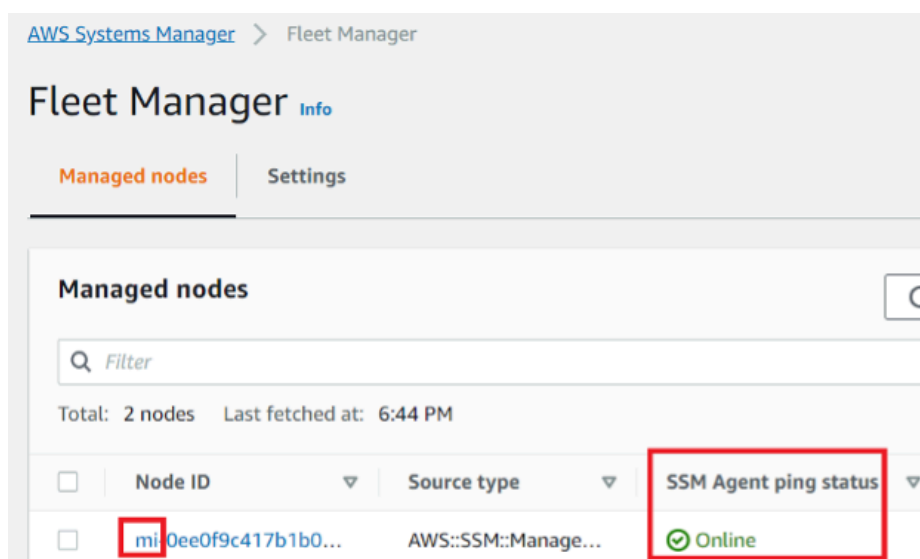 AWS Systems Manager > Fleet Manager
Fleet Manager Info
Managed nodes Settings
Managed nodes
Filter
Total: 2 nodes Last fetched at: 6:44 PM
Node ID Source type SSM Agent ping status
mi-0ee0f9c417b1b0... AWS::SSM::Manage... Online